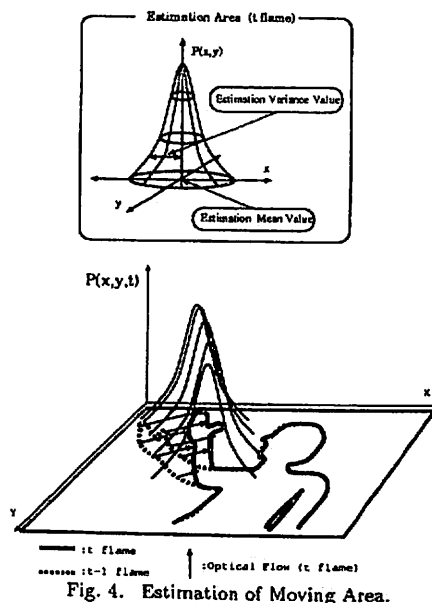 Estimation Area (t flame)
P(x,y)
Estimation Variance Value
x
y
Estimation Mean Value
P(x,y,t)
x
Y
:t flame
:t-1 flame
:Optical Flow (t flame)
Fig. 4. Estimation of Moving Area.